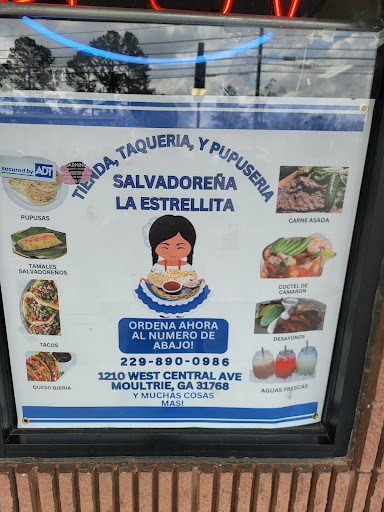 secured by ADT
WARNING
TIENDA, TAQUERIA, Y PUPUSERIA
SALVADOREÑA
LA ESTRELLITA
PUPUSAS
TAMALES
SALVADOREÑOS
TACOS
QUESO BIRRIA
CARNE ASADA
COCTEL DE
CAMARON
DESAYUNOS
AGUAS FRESCAS
ORDENA AHORA
AL NUMERO DE
ABAJO!
229-890-0986
1210 WEST CENTRAL AVE
MOULTRIE, GA 31768
Y MUCHAS COSAS
MAS!